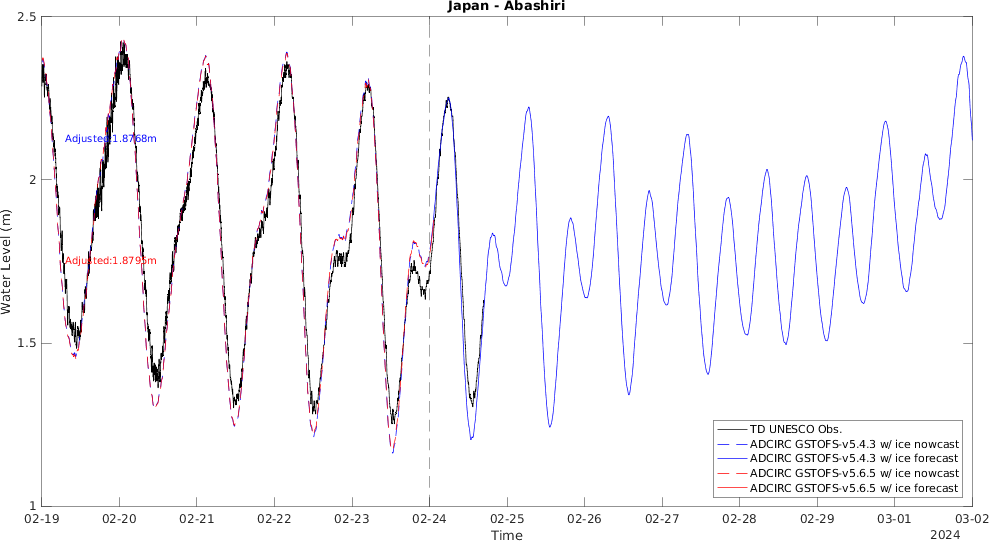 Japan - Abashiri
2.5
2
1.5
1
Water Level (m)
Adjusted:1.8768m
Adjusted:1.8795m
TD UNESCO Obs.
ADCIRC GSTOFS-v5.4.3 w/ ice nowcast
ADCIRC GSTOFS-v5.4.3 w/ ice forecast
ADCIRC GSTOFS-v5.6.5 w/ ice nowcast
ADCIRC GSTOFS-v5.6.5 w/ ice forecast
02-19 02-20 02-21 02-22 02-23 02-24 02-25 02-26 02-27 02-28 02-29 03-01 03-02
Time
2024